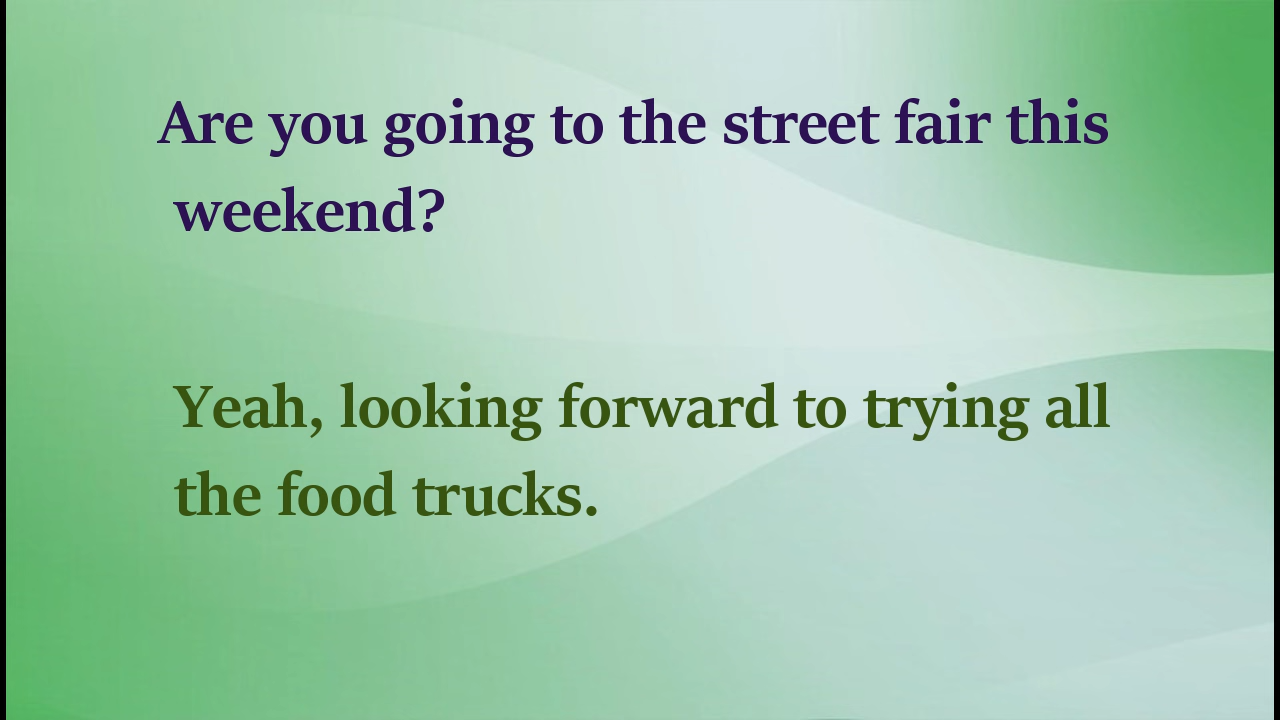 Are you going to the street fair this
weekend?
Yeah, looking forward to trying all
the food trucks.